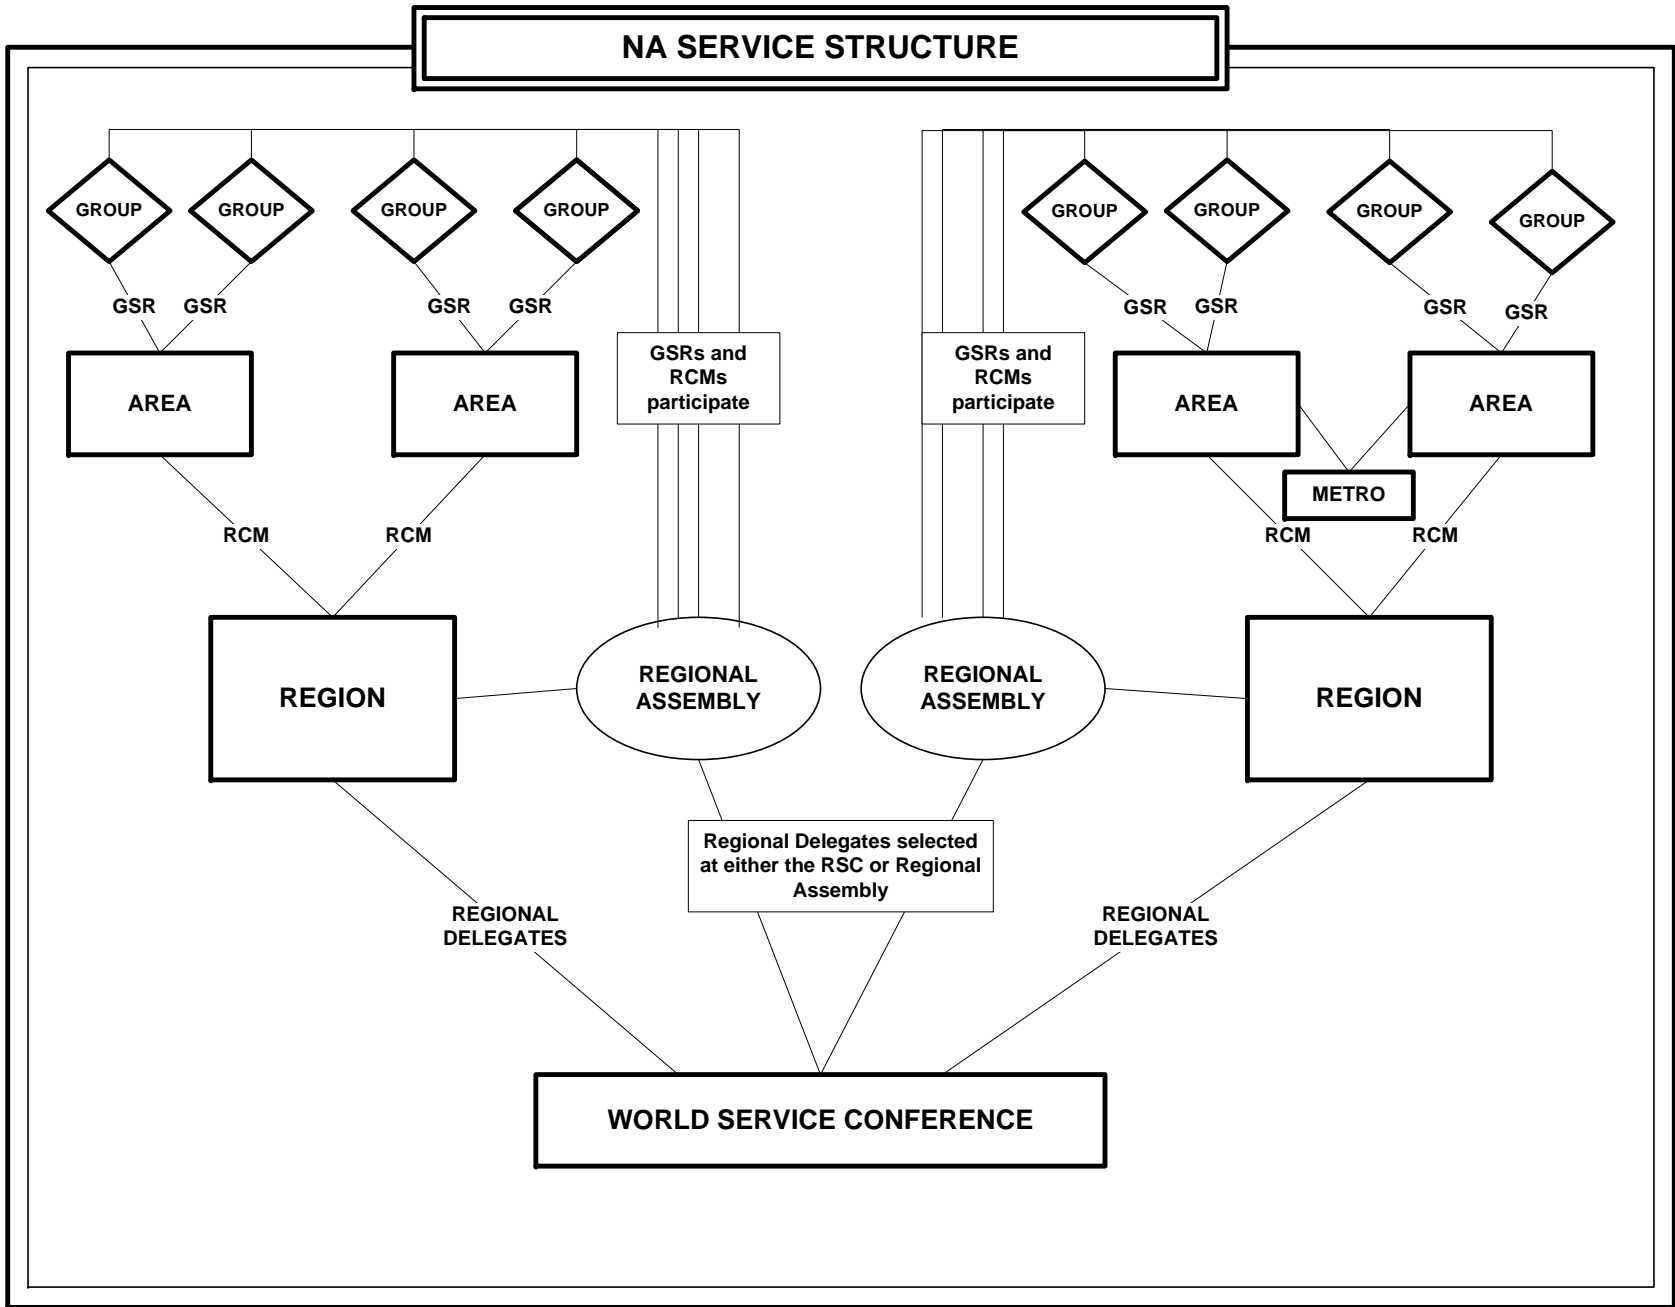 NA SERVICE STRUCTURE
GROUP
GROUP
GROUP
GROUP
GROUP
GROUP
GROUP
GROUP
GSR
GSR
GSR
GSR
GSR
GSR
GSR
GSR
AREA
AREA
GSRs and
RCMs
participate
GSRs and
RCMs
participate
AREA
AREA
METRO
RCM
RCM
RCM
RCM
REGION
REGIONAL
ASSEMBLY
REGIONAL
ASSEMBLY
REGION
Regional Delegates selected
at either the RSC or Regional
Assembly
REGIONAL
DELEGATES
REGIONAL
DELEGATES
WORLD SERVICE CONFERENCE